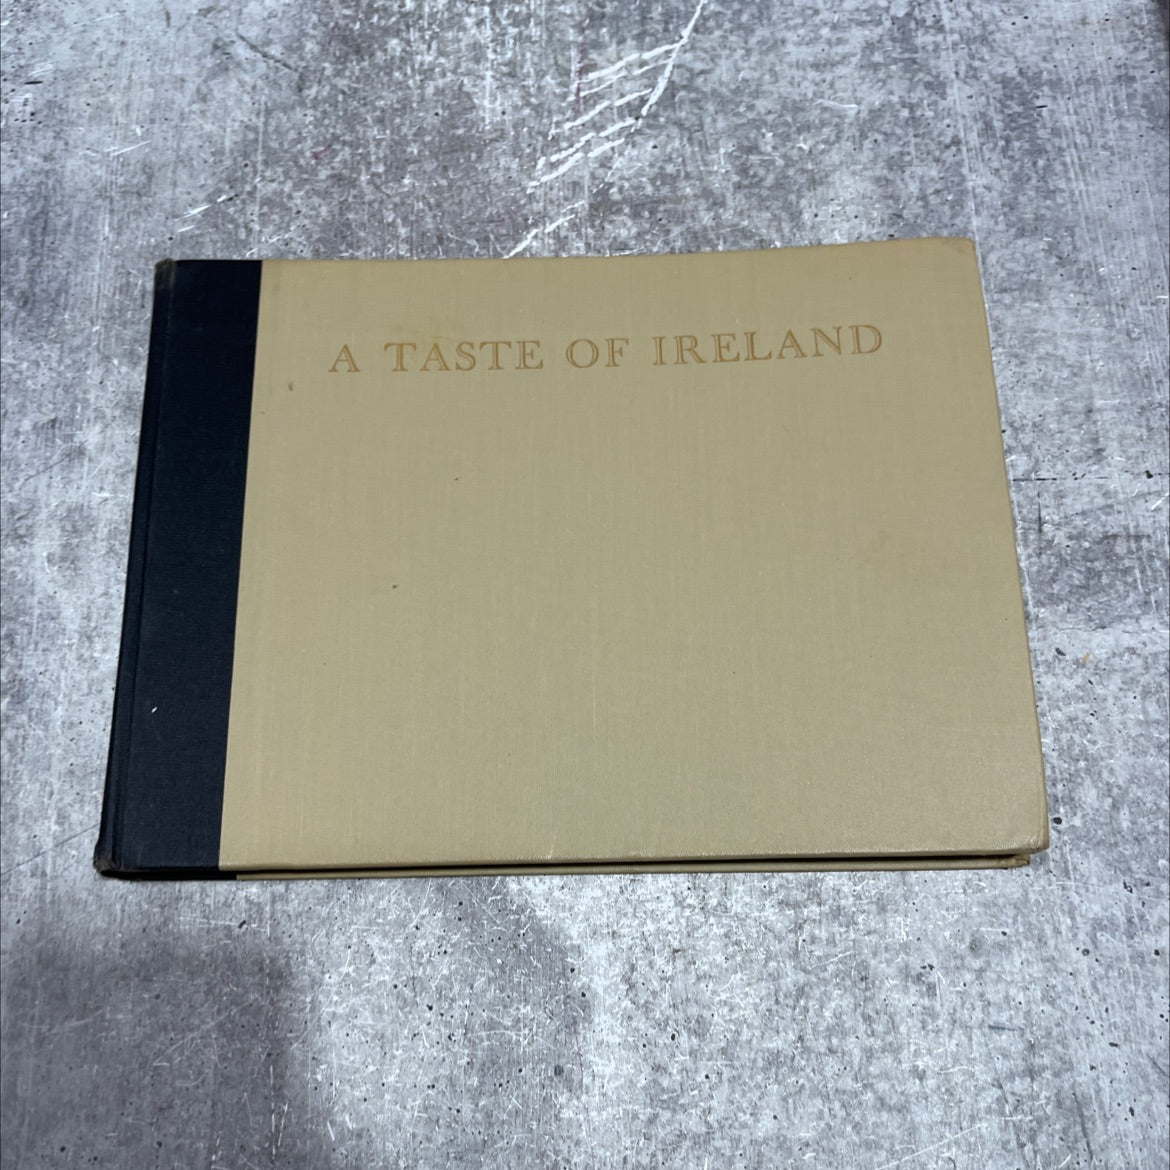 A TASTE OF IRELAND